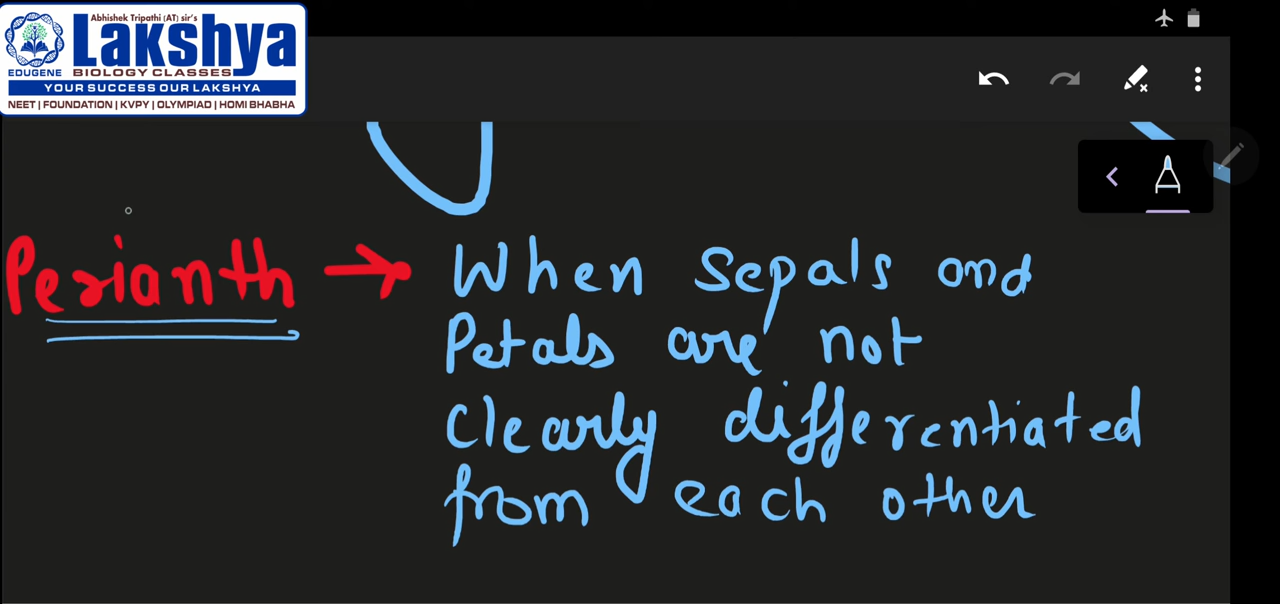 Abhishek Tripathi (AT) sir's
Lakshya
EDUGENE BIOLOGY CLASSES
YOUR SUCCESS OUR LAKSHYA
NEET | FOUNDATION | KVPY | OLYMPIAD | HOMI BHABHA
Perianth → When Sepals and
Petals are not
clearly differentiated
from each other